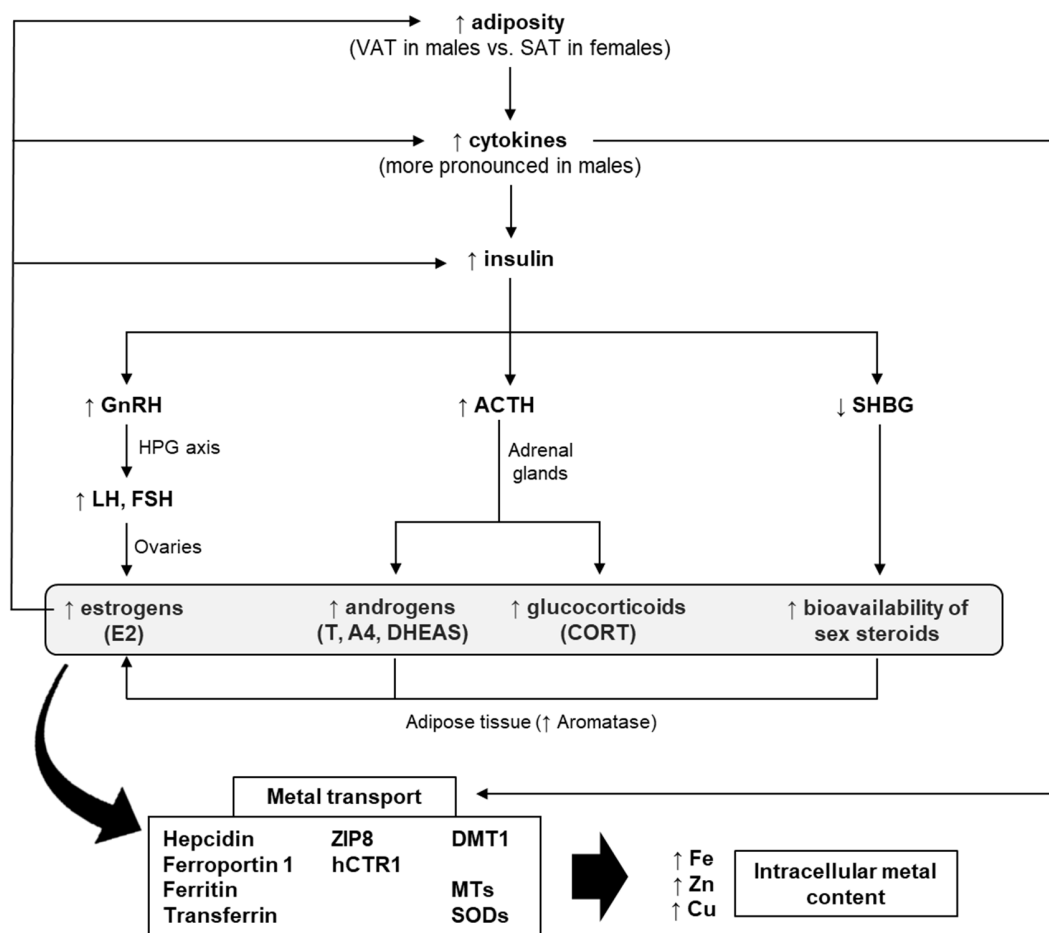 ↑ adiposity
(VAT in males vs. SAT in females)
↑ cytokines
(more pronounced in males)
↑ insulin
↑ GnRH
↑ ACTH
↓ SHBG
HPG axis
Adrenal
glands
↑ LH, FSH
Ovaries
↑ estrogens
(E2)
↑ androgens
(T, A4, DHEAS)
↑ glucocorticoids
(CORT)
↑ bioavailability of
sex steroids
Adipose tissue (↑ Aromatase)
Metal transport
Hepcidin ZIP8 DMT1
Ferroportin 1 hCTR1
Ferritin MTs
Transferrin SODs
↑ Fe
↑ Zn
↑ Cu
Intracellular metal
content